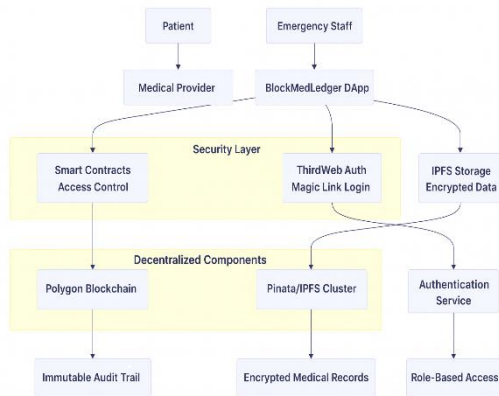 Patient
Emergency Staff
Medical Provider
BlockMedLedger DApp
Security Layer
Smart Contracts
Access Control
ThirdWeb Auth
Magic Link Login
IPFS Storage
Encrypted Data
Decentralized Components
Polygon Blockchain
Pinata/IPFS Cluster
Authentication
Service
Immutable Audit Trail
Encrypted Medical Records
Role-Based Access